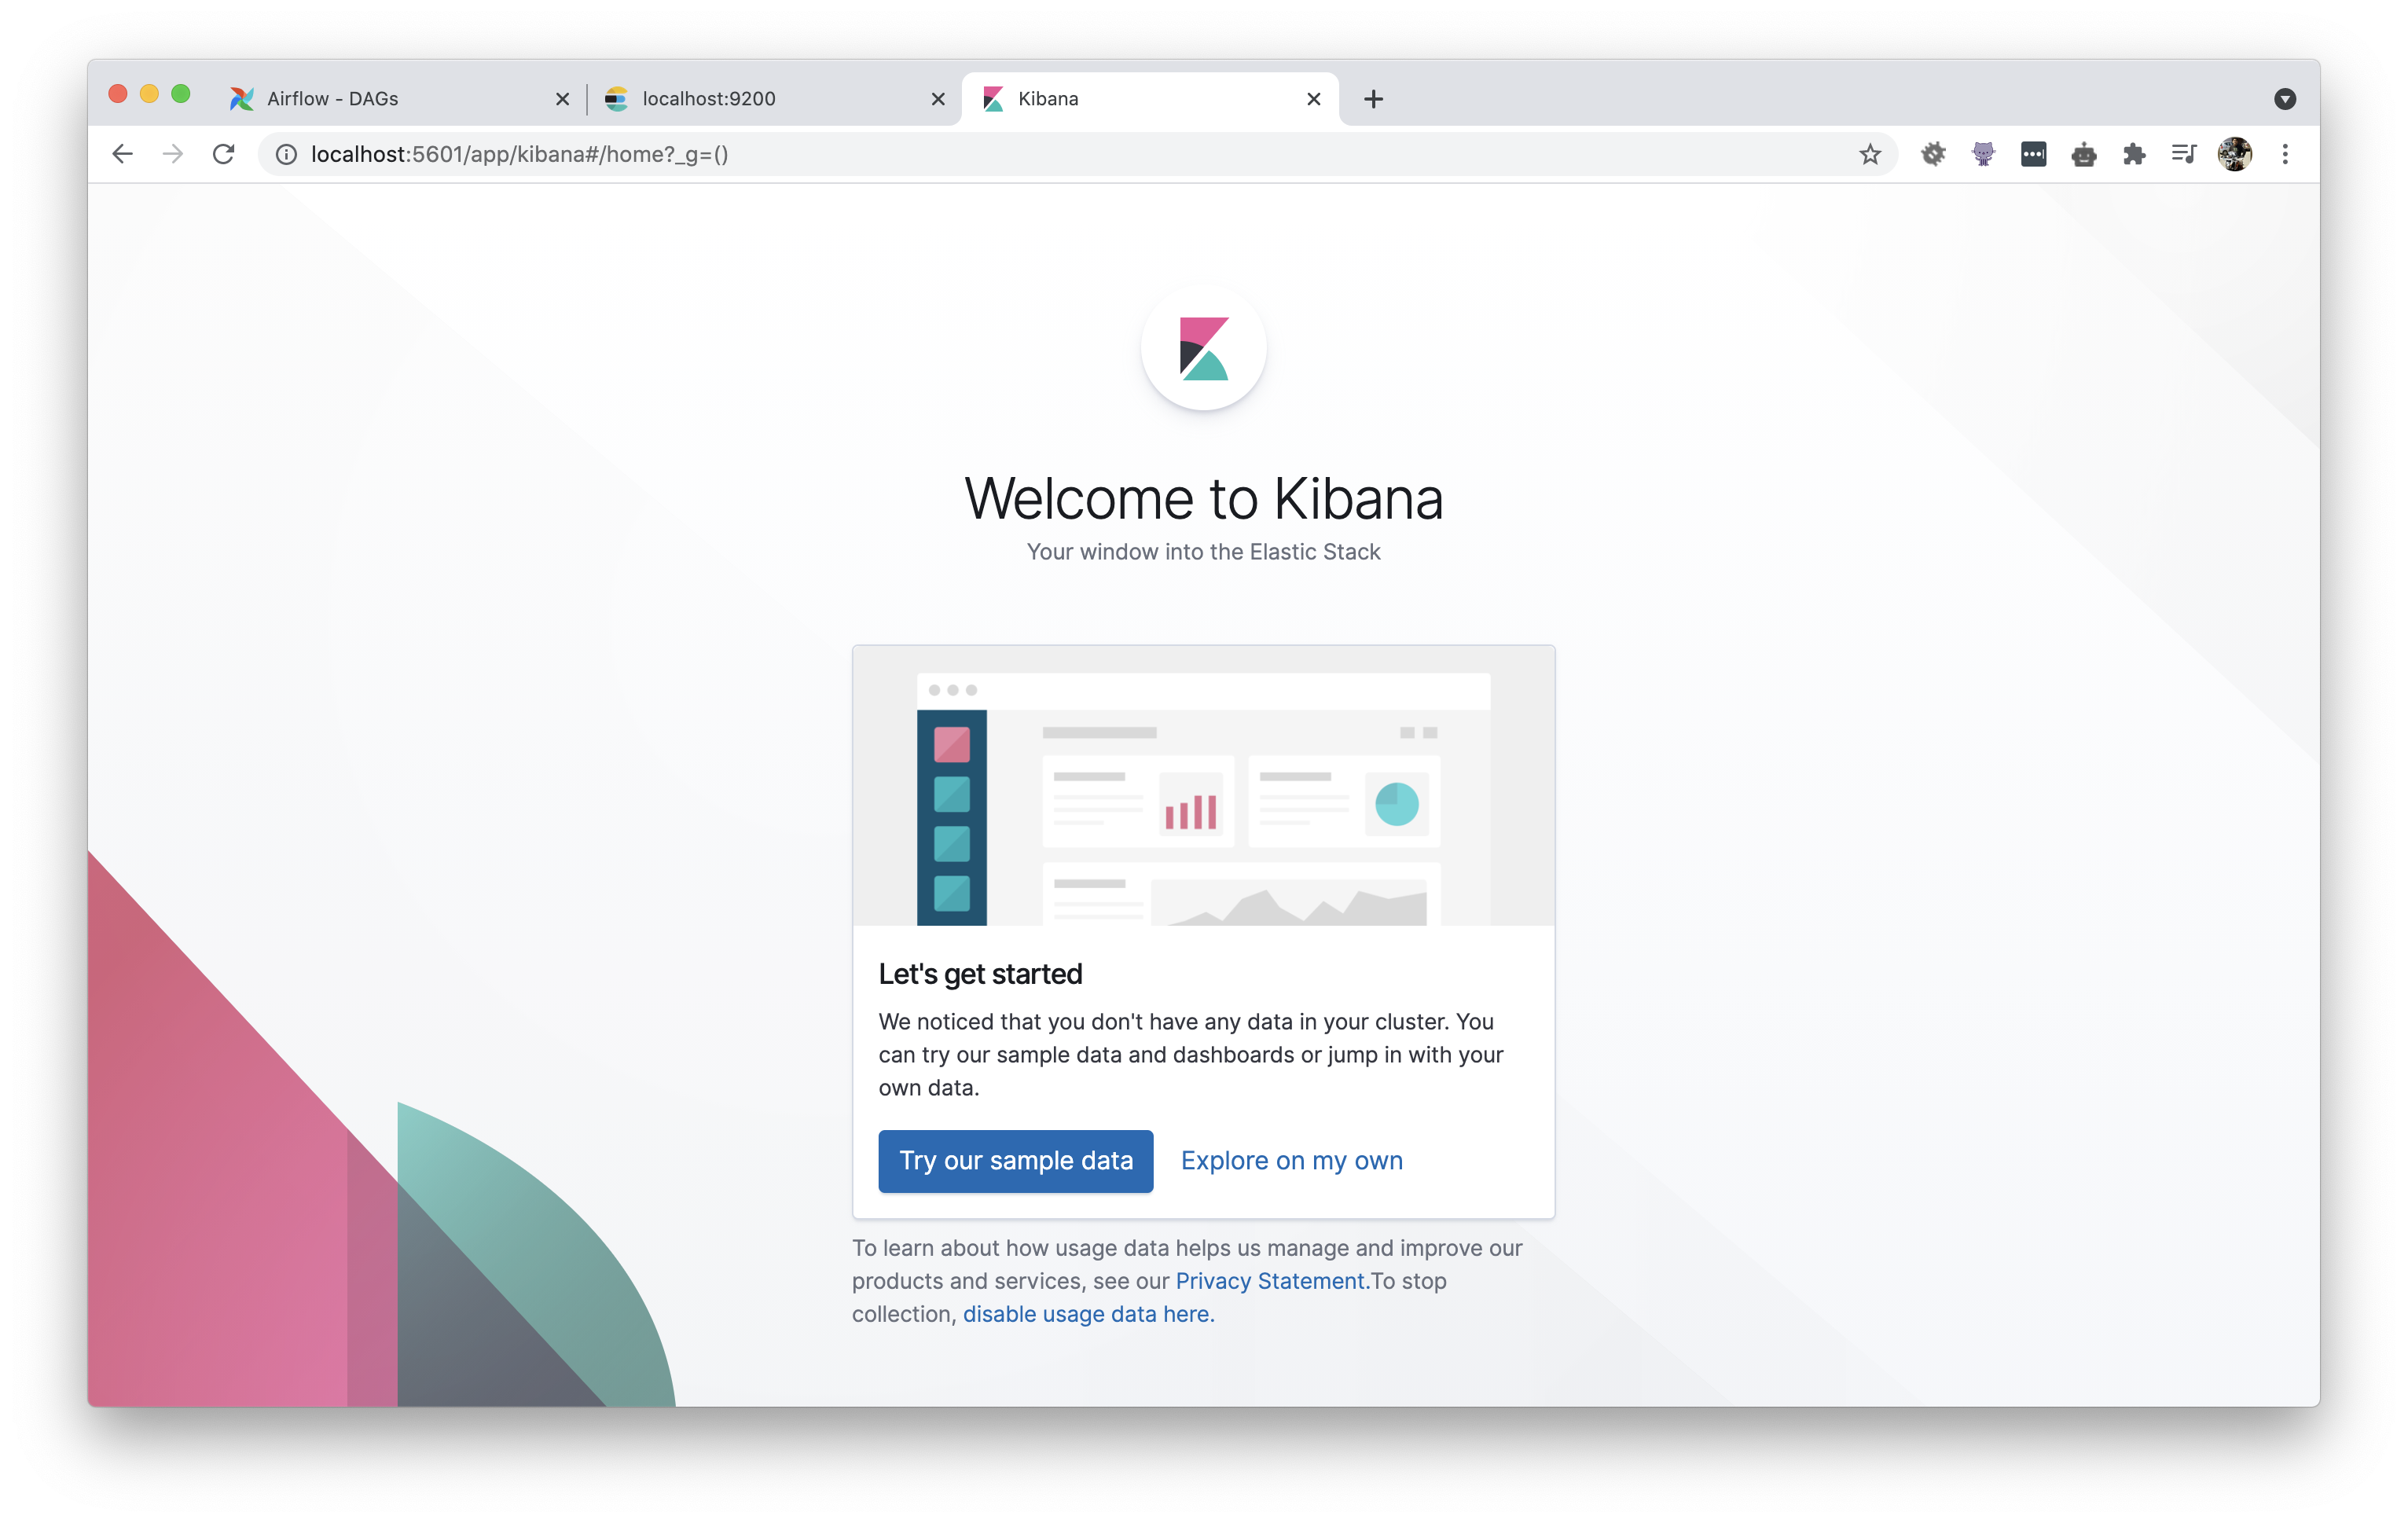 Airflow - DAGs
localhost:9200
Kibana
localhost:5601/app/kibana#/home?_g=()
Welcome to Kibana
Your window into the Elastic Stack
Let's get started
We noticed that you don't have any data in your cluster. You
can try our sample data and dashboards or jump in with your
own data.
Try our sample data
Explore on my own
To learn about how usage data helps us manage and improve our
products and services, see our Privacy Statement.To stop
collection, disable usage data here.